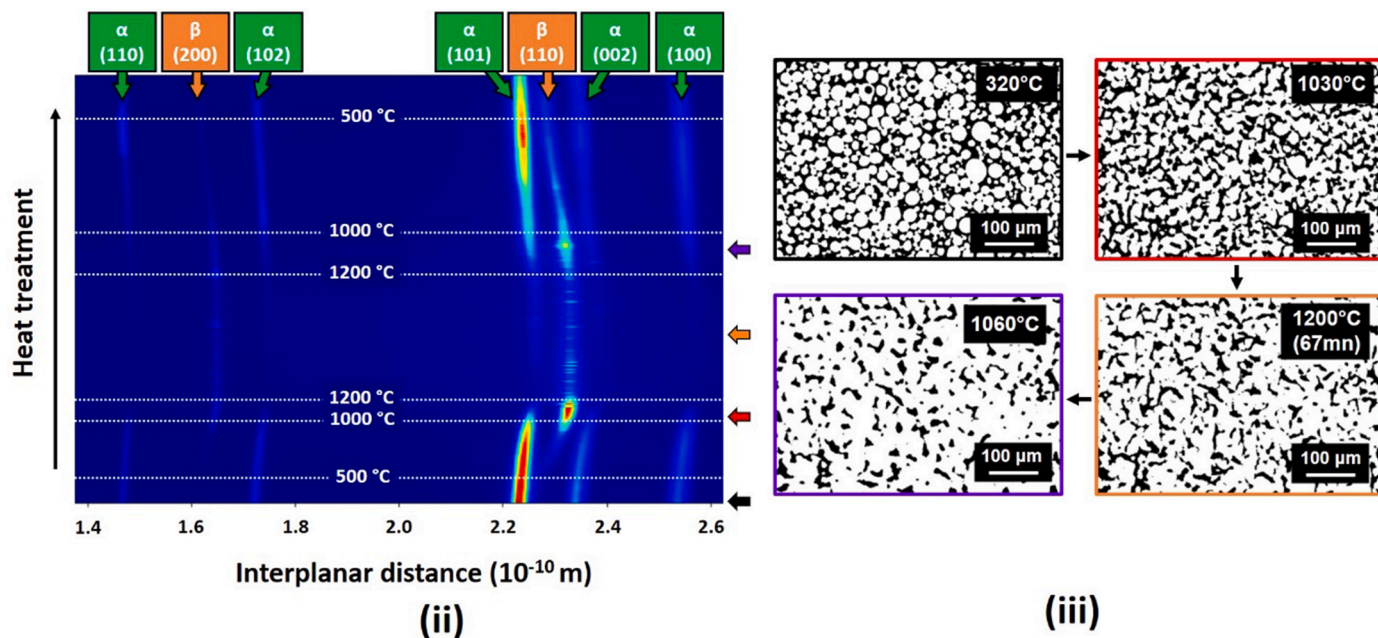 α
(110)
β
(200)
α
(102)
α
(101)
β
(110)
α
(002)
α
(100)
500 °C
1000 °C
1200 °C
1200 °C
1000 °C
500 °C
Heat treatment
1.4 1.6 1.8 2.0 2.2 2.4 2.6
Interplanar distance (10⁻¹⁰ m)
(ii)
320°C
100 µm
1030°C
100 µm
1060°C
100 µm
1200°C
(67mn)
100 µm
(iii)